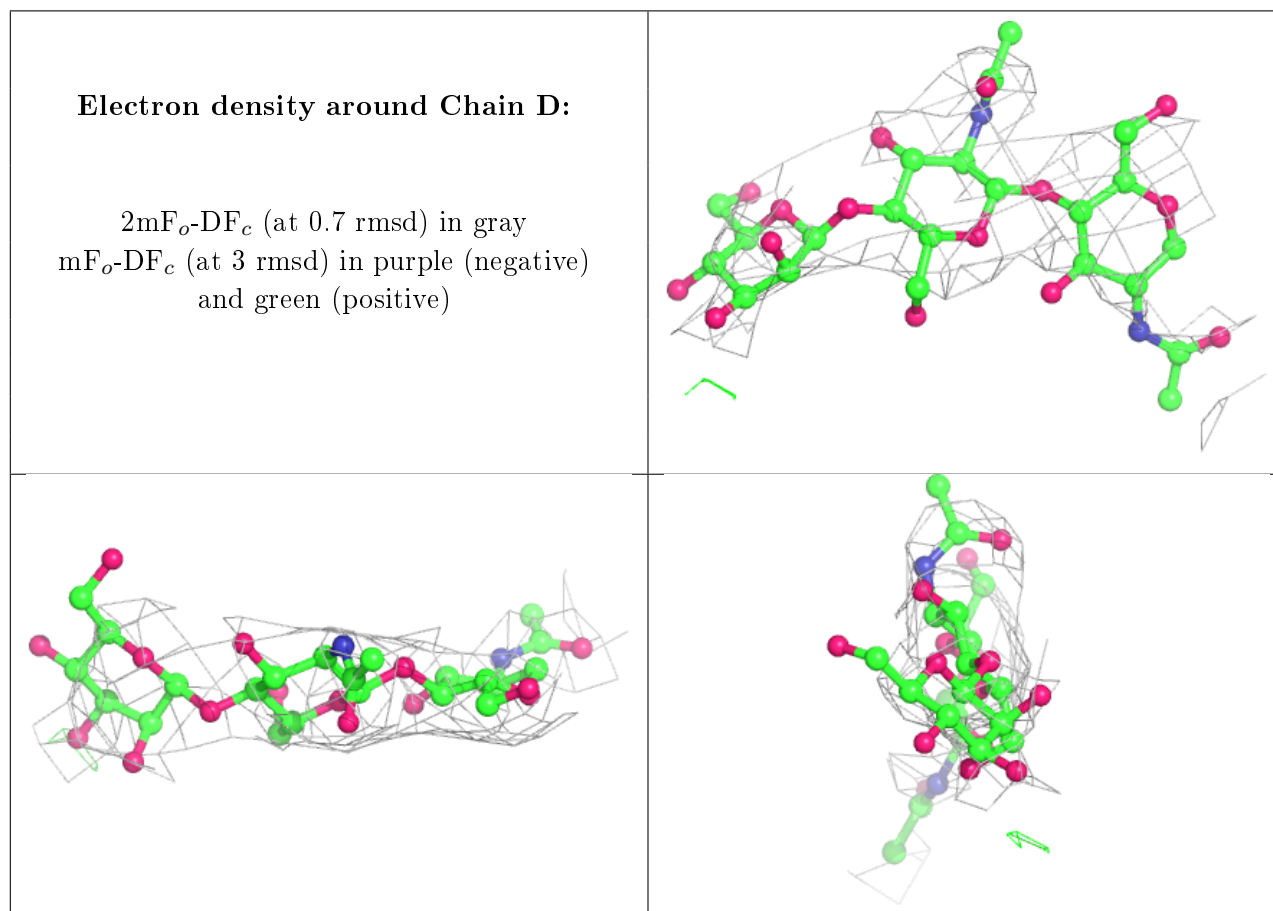 Electron density around Chain D:
2mFo-DFc (at 0.7 rmsd) in gray
mFo-DFc (at 3 rmsd) in purple (negative)
and green (positive)